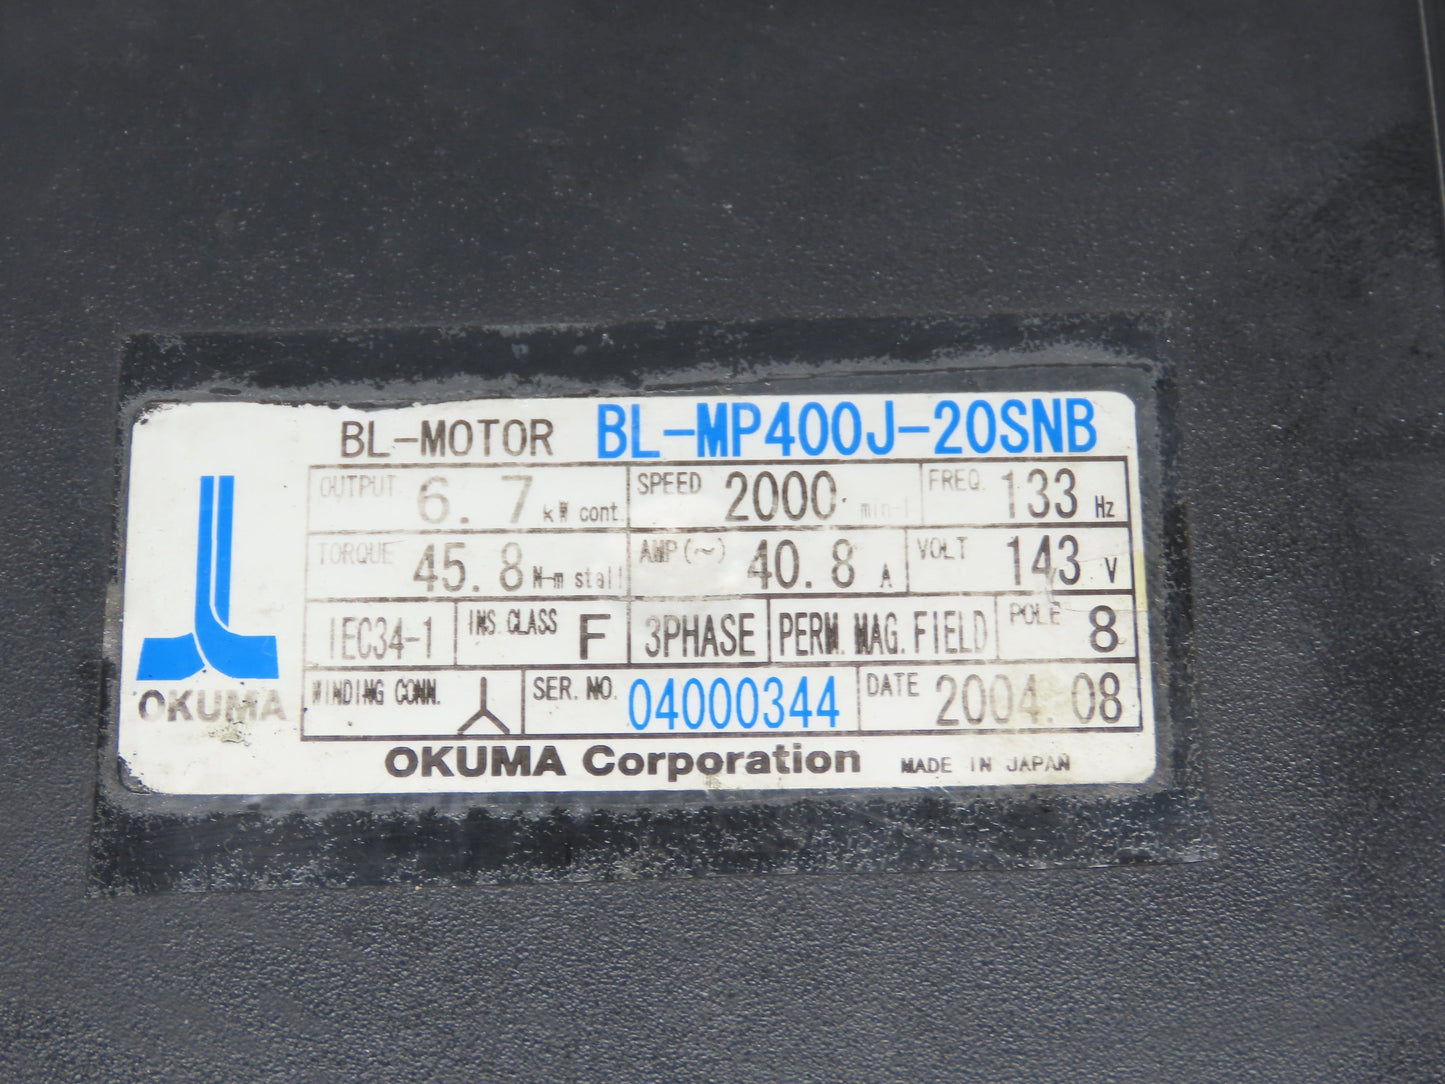 BL-MOTOR BL-MP400J-20SNB
OUTPUT 6.7 kW cont SPEED 2000 min-1 FREQ. 133 Hz
TORQUE 45.8 N-m stall AMP(~) 40.8 A VOLT 143 V
IEC34-1 INS.CLASS F 3PHASE PERM. MAG. FIELD POLE 8
WINDING CONN. SER. NO. 04000344 DATE 2004.08
OKUMA
OKUMA Corporation MADE IN JAPAN